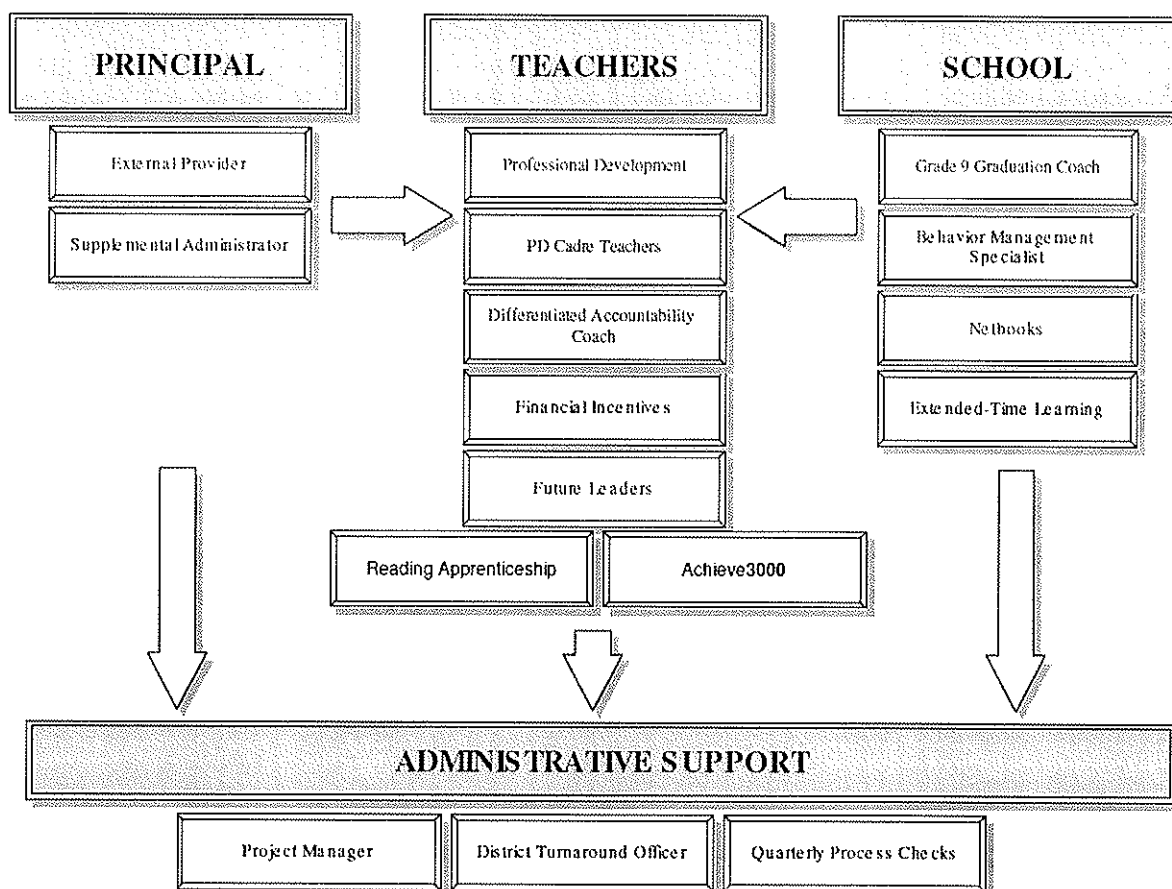 PRINCIPAL
External Provider
Supplemental Administrator
TEACHERS
Professional Development
PD Cadre Teachers
Differentiated Accountability
Coach
Financial Incentives
Future Leaders
Reading Apprenticeship
Achieve3000
SCHOOL
Grade 9 Graduation Coach
Behavior Management
Specialist
Netbooks
Extended-Time Learning
ADMINISTRATIVE SUPPORT
Project Manager
District Turnaround Officer
Quarterly Process Checks